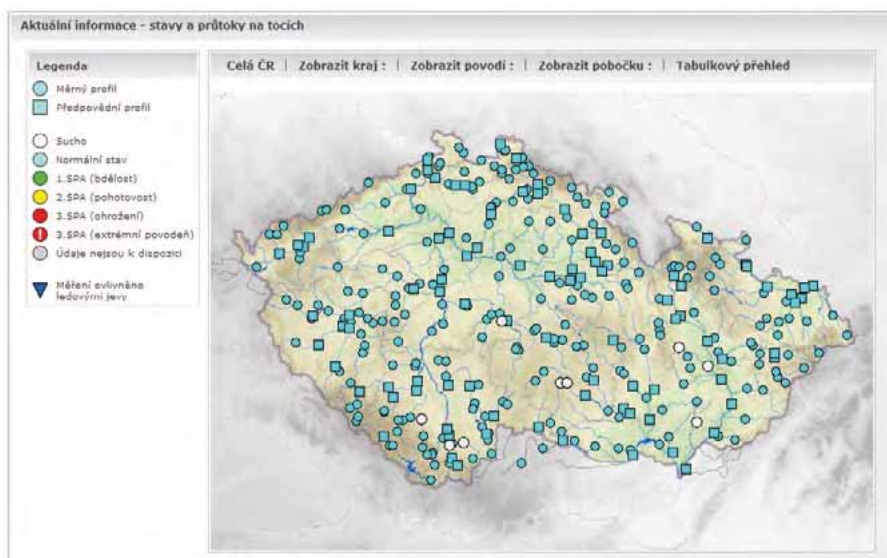 Aktuální informace - stavy a průtoky na tocích
Legenda
Měrný profil
Předpovědní profil
Sucho
Normální stav
1.SPA (bdělost)
2.SPA (pohotovost)
3.SPA (ohrožení)
3.SPA (extrémní povodeň)
Údaje nejsou k dispozici
Měření ovlivněno
ledovými jevy
Celá ČR | Zobrazit kraj : | Zobrazit povodí : | Zobrazit pobočku : | Tabulkový přehled